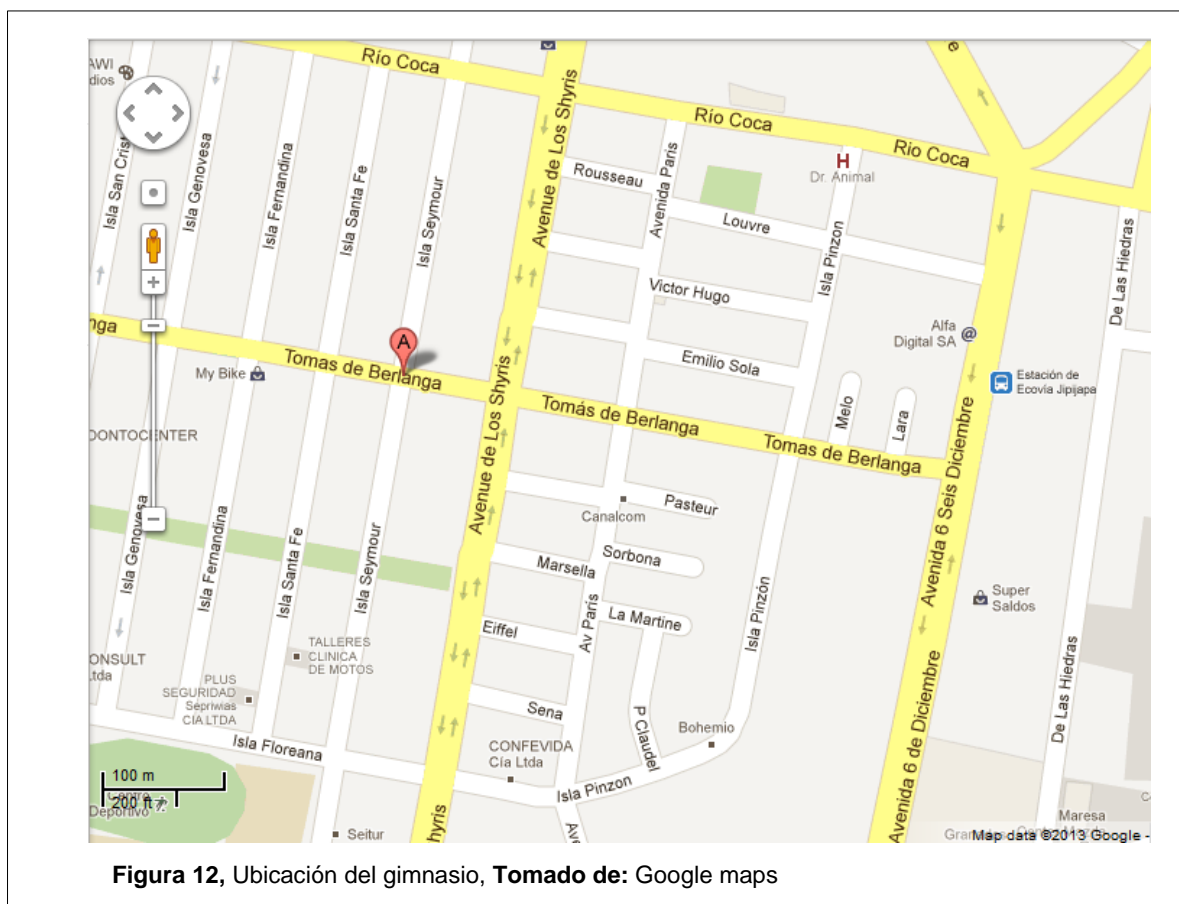 Río Coca
Río Coca
Río Coca
Isla San Crist
Isla Genovesa
Isla Fernandina
Isla Santa Fe
Isla Seymour
Avenue de Los Shyris
Rousseau
Avenida Paris
Louvre
H
Dr. Animal
Isla Pinzon
Victor Hugo
Emilio Sola
Alfa
Digital SA
@
Estación de
Ecovía Jipijapa
De Las Hiedras
nga
Tomas de Berlanga
A
My Bike
Tomás de Berlanga
Tomas de Berlanga
Melo
Lara
Avenida 6 Seis Diciembre
DONTOCENTER
Isla Genovesa
Isla Fernandina
Isla Santa Fe
Isla Seymour
Avenue de Los Shyris
Pasteur
Canalcom
Sorbona
Marsella
Av París
La Martine
Eiffel
Isla Pinzón
Super
Saldos
TALLERES
CLINICA
DE MOTOS
ONSULT
Ltda
PLUS
SEGURIDAD
Sepriwias
CIA LTDA
Sena
P Claudel
Bohemio
De Las Hiedras
Avenida 6 de Diciembre
Isla Floreana
CONFEVIDA
Cía Ltda
Isla Pinzon
100 m
200 ft
Deportivo
Seitur
hyris
Ave
Maresa
Map data ©2013 Google -
Figura 12, Ubicación del gimnasio, Tomado de: Google maps